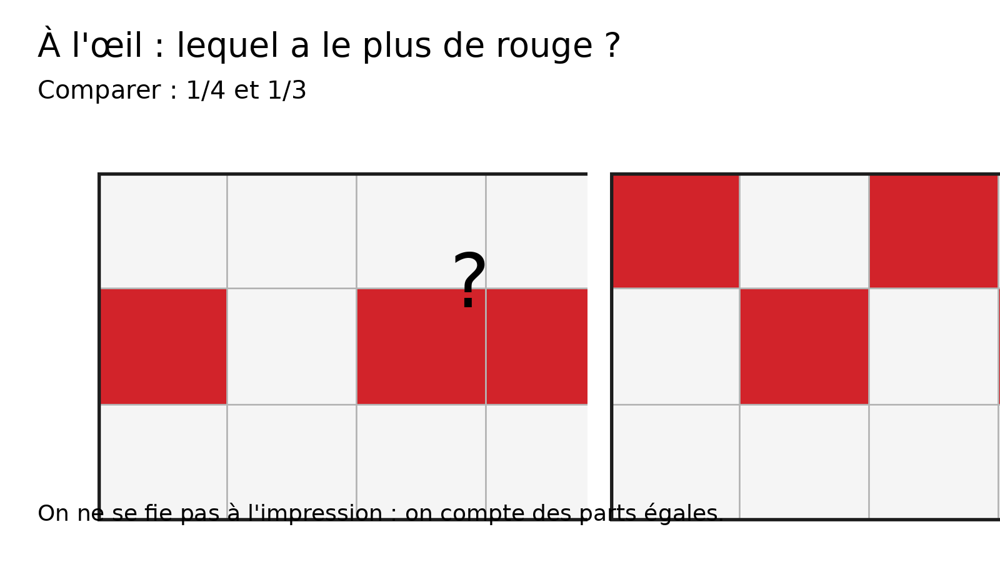 À l'œil : lequel a le plus de rouge ?
Comparer : 1/4 et 1/3
?
On ne se fie pas à l'impression : on compte des parts égales.